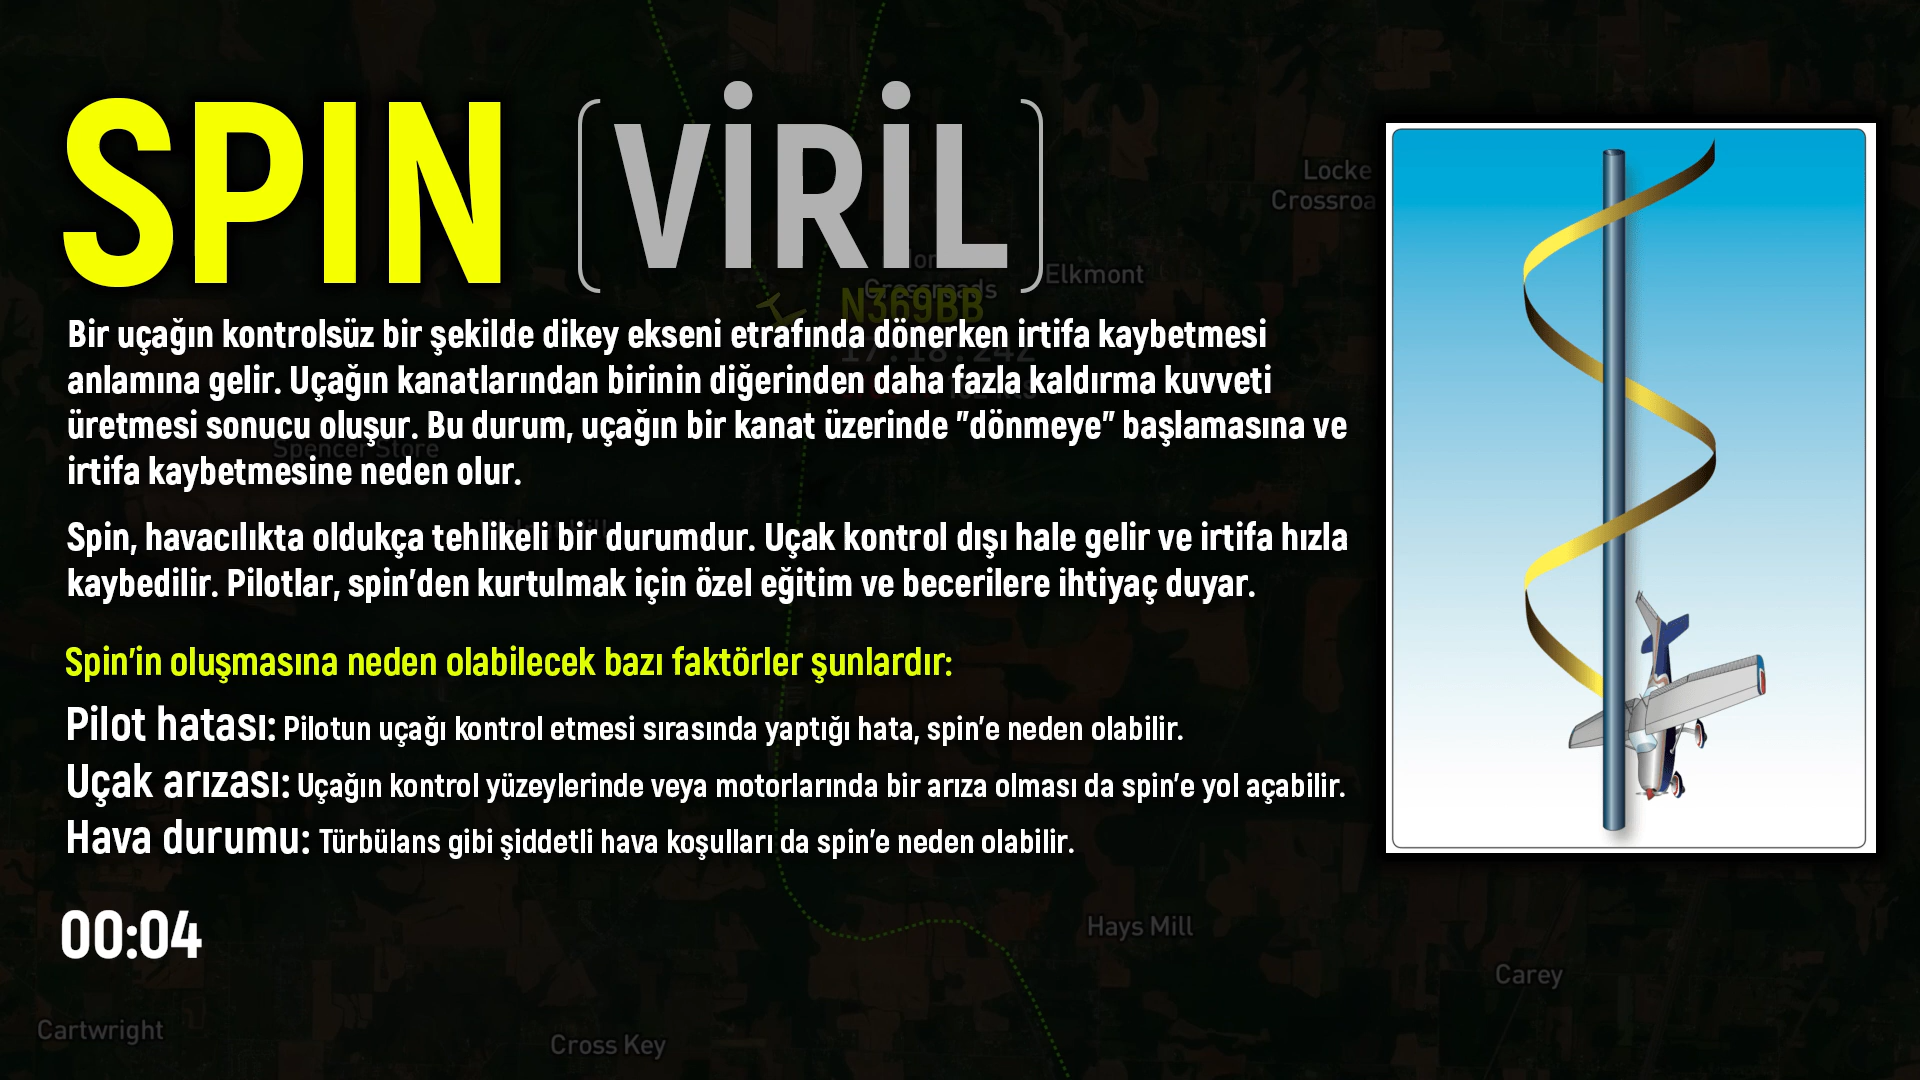 SPIN (VİRİL)
Bir uçağın kontrolsüz bir şekilde dikey ekseni etrafında dönerken irtifa kaybetmesi
anlamına gelir. Uçağın kanatlarından birinin diğerinden daha fazla kaldırma kuvveti
üretmesi sonucu oluşur. Bu durum, uçağın bir kanat üzerinde "dönmeye" başlamasına ve
irtifa kaybetmesine neden olur.
Spin, havacılıkta oldukça tehlikeli bir durumdur. Uçak kontrol dışı hale gelir ve irtifa hızla
kaybedilir. Pilotlar, spin'den kurtulmak için özel eğitim ve becerilere ihtiyaç duyar.
Spin'in oluşmasına neden olabilecek bazı faktörler şunlardır:
Pilot hatası: Pilotun uçağı kontrol etmesi sırasında yaptığı hata, spin'e neden olabilir.
Uçak arızası: Uçağın kontrol yüzeylerinde veya motorlarında bir arıza olması da spin'e yol açabilir.
Hava durumu: Türbülans gibi şiddetli hava koşulları da spin'e neden olabilir.
00:04
Locke
Elkmont
Crossroads
N369BB
17:18:24Z
Spencer Store
Hays Mill
Carey
Cartwright
Cross Key